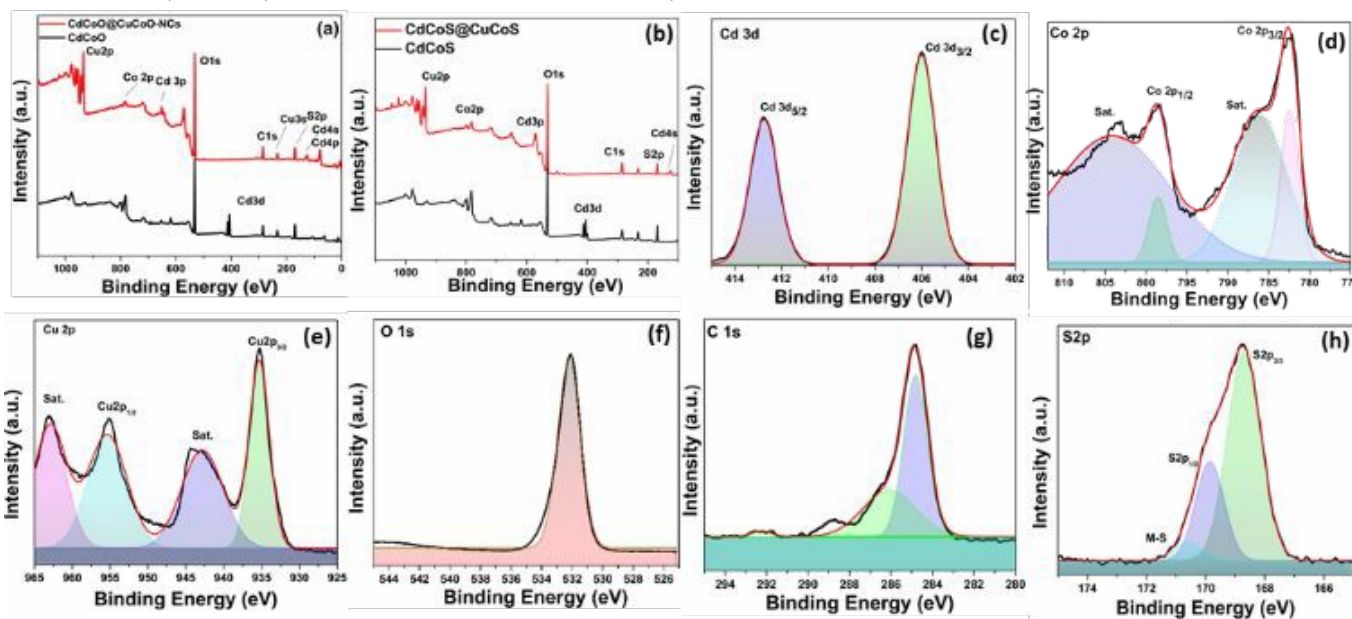 CdCoO@CuCoO-NCs
CdCoO
(a)
Cu2p
Co 2p
Cd 3p
O1s
C1s
Cu3s
S2p
Cd4s
Cd4p
Cd3d
Intensity (a.u.)
1000 800 600 400 200 0
Binding Energy (eV)
CdCoS@CuCoS
CdCoS
(b)
Cu2p
Co2p
Cd3p
O1s
C1s
S2p
Cd4s
Cd3d
Intensity (a.u.)
1000 800 600 400 200
Binding Energy (eV)
Cd 3d
(c)
Cd 3d3/2
Cd 3d5/2
Intensity (a.u.)
414 412 410 408 406 404 402
Binding Energy (eV)
Co 2p
(d)
Co 2p3/2
Co 2p1/2
Sat.
Sat.
Intensity (a.u.)
810 805 800 795 790 785 780 77
Binding Energy (eV)
Cu 2p
(e)
Cu2p3/2
Cu2p1/2
Sat.
Sat.
Intensity (a.u.)
965 960 955 950 945 940 935 930 925
Binding Energy (eV)
O 1s
(f)
Intensity (a.u.)
544 542 540 538 536 534 532 530 528 526
Binding Energy (eV)
C 1s
(g)
Intensity (a.u.)
294 292 290 288 286 284 282 280
Binding Energy (eV)
S2p
(h)
S2p3/2
S2p1/2
M-S
Intensity (a.u.)
174 172 170 168 166
Binding Energy (eV)